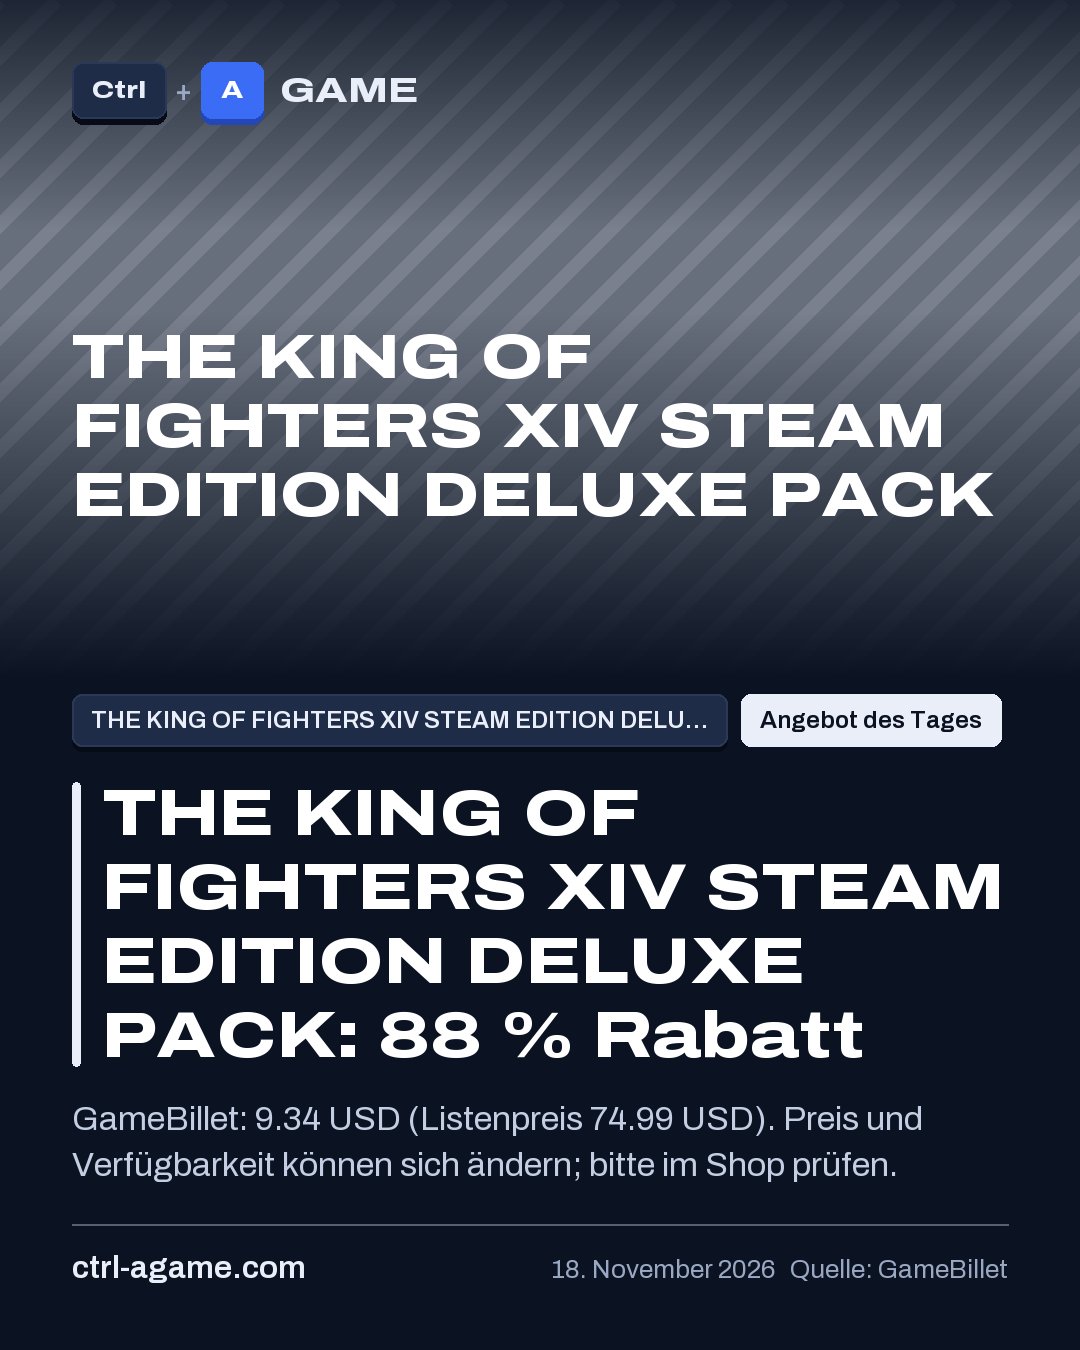 Ctrl + A GAME
THE KING OF
FIGHTERS XIV STEAM
EDITION DELUXE PACK
THE KING OF FIGHTERS XIV STEAM EDITION DELU... Angebot des Tages
THE KING OF
FIGHTERS XIV STEAM
EDITION DELUXE
PACK: 88 % Rabatt
GameBillet: 9.34 USD (Listenpreis 74.99 USD). Preis und
Verfügbarkeit können sich ändern; bitte im Shop prüfen.
ctrl-agame.com 18. November 2026 Quelle: GameBillet